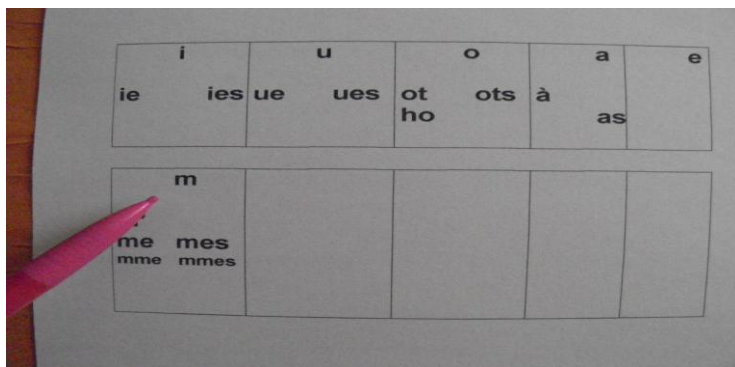 i u o a e
ie ies ue ues ot ots à
ho as
m
me mes
mme mmes